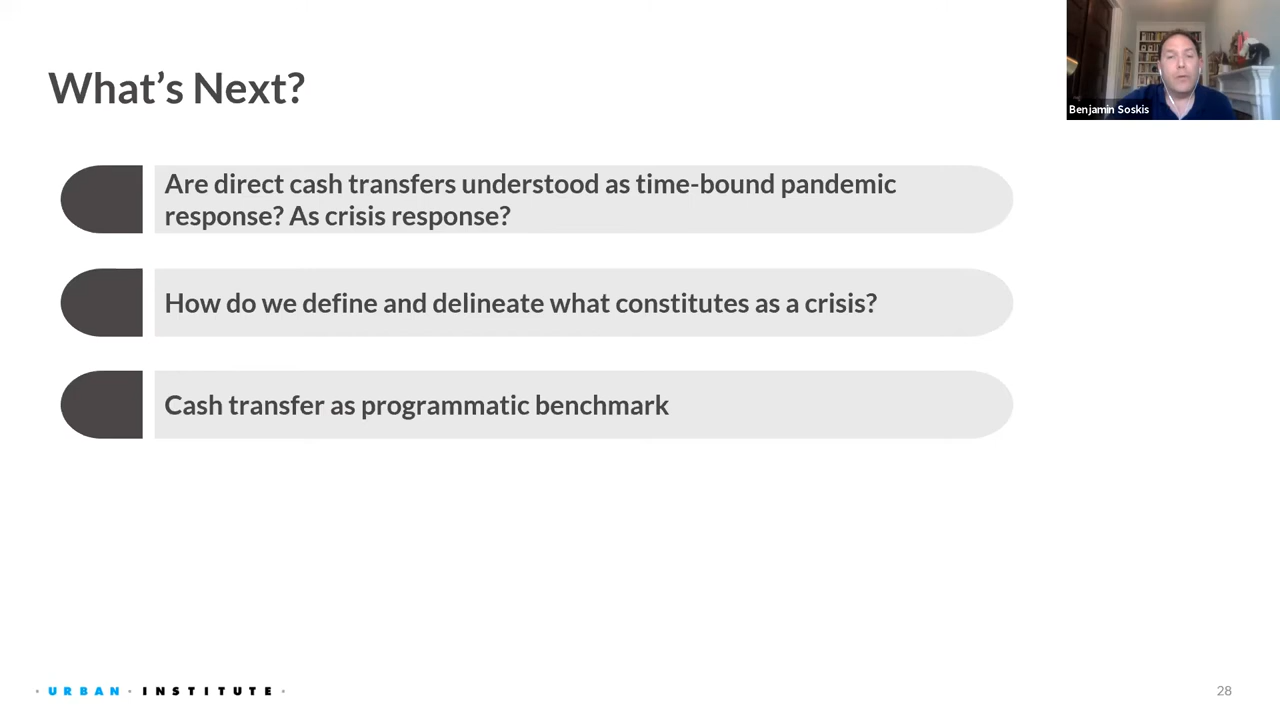 What's Next?
Benjamin Soskis
Are direct cash transfers understood as time-bound pandemic
response? As crisis response?
How do we define and delineate what constitutes as a crisis?
Cash transfer as programmatic benchmark
· URBAN · INSTITUTE ·
28